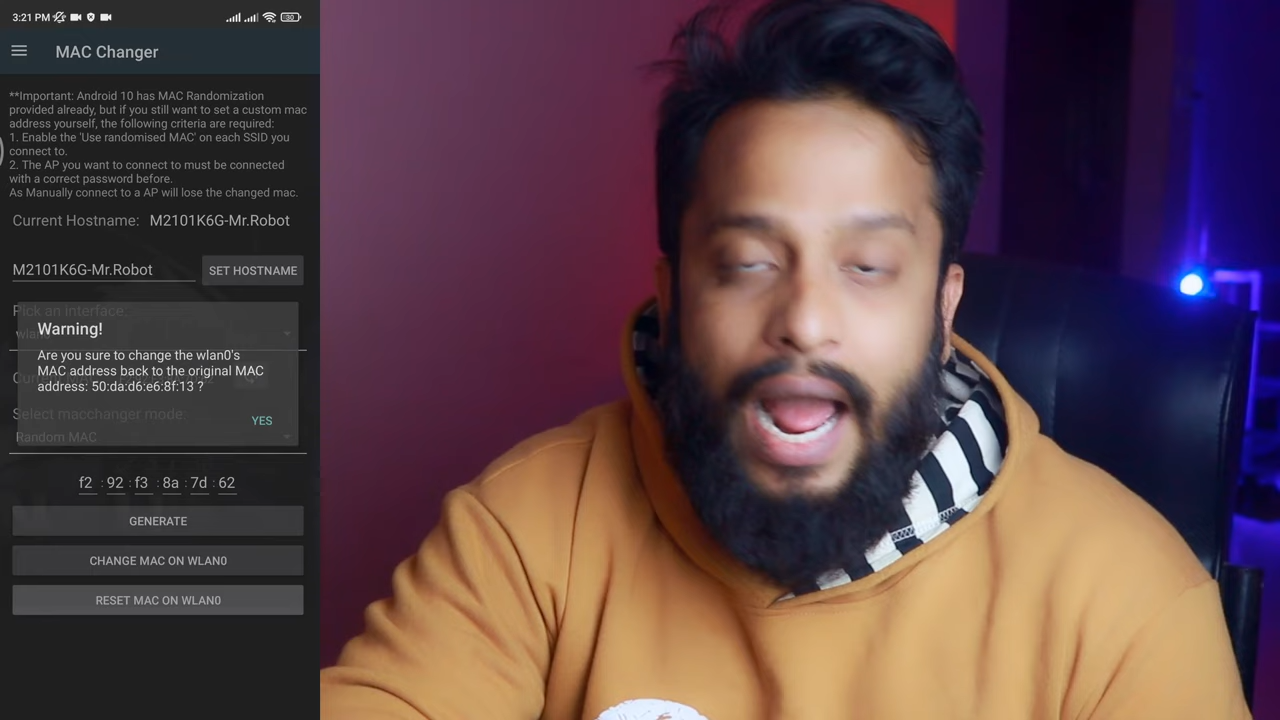 3:21 PM
30
MAC Changer
**Important: Android 10 has MAC Randomization
provided already, but if you still want to set a custom mac
address yourself, the following criteria are required:
1. Enable the 'Use randomised MAC' on each SSID you
connect to.
2. The AP you want to connect to must be connected
with a correct password before.
As Manually connect to a AP will lose the changed mac.
Current Hostname: M2101K6G-Mr.Robot
M2101K6G-Mr.Robot SET HOSTNAME
Pick an interface:
Warning!
Are you sure to change the wlan0's
MAC address back to the original MAC
address: 50:da:d6:e6:8f:13 ?
YES
Select macchanger mode:
Random MAC
f2 : 92 : f3 : 8a : 7d : 62
GENERATE
CHANGE MAC ON WLAN0
RESET MAC ON WLAN0